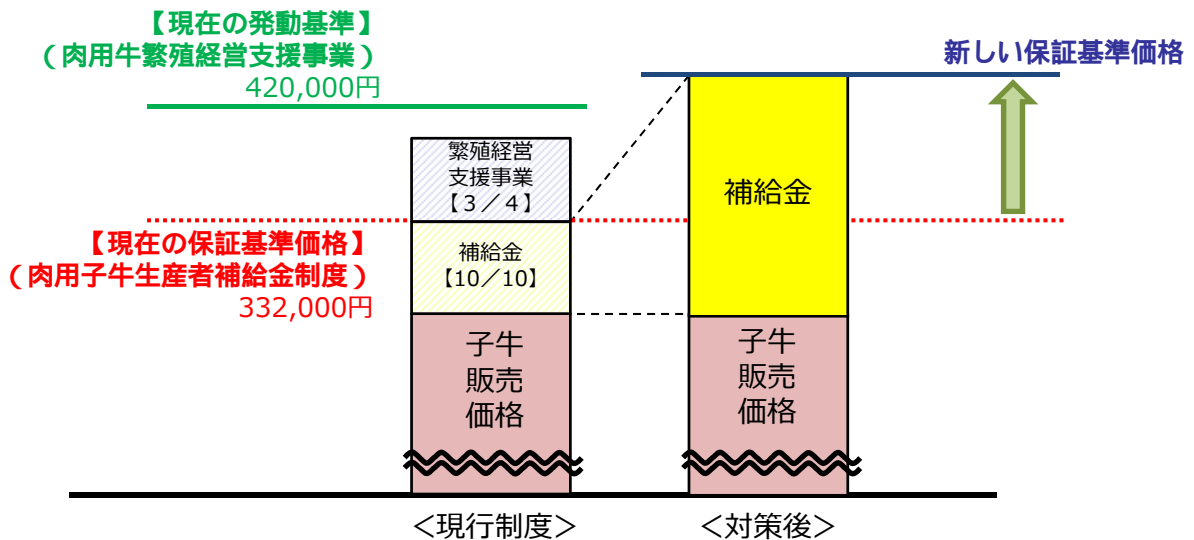 【現在の発動基準】
（肉用牛繁殖経営支援事業）
420,000円
新しい保証基準価格
繁殖経営
支援事業
【３／４】
補給金
【現在の保証基準価格】
（肉用子牛生産者補給金制度）
332,000円
補給金
【10／10】
子牛
販売
価格
子牛
販売
価格
＜現行制度＞
＜対策後＞